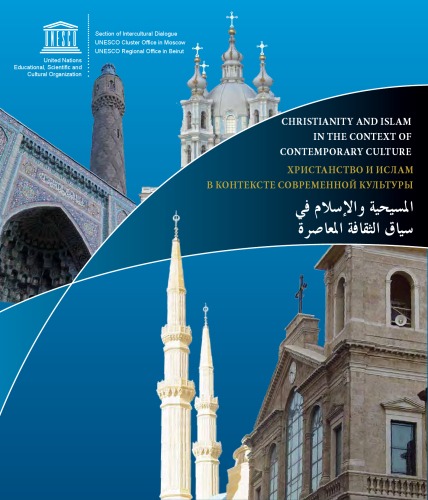 UNESCO
United Nations
Educational, Scientific and
Cultural Organization
Section of Intercultural Dialogue
UNESCO Cluster Office in Moscow
UNESCO Regional Office in Beirut
CHRISTIANITY AND ISLAM
IN THE CONTEXT OF
CONTEMPORARY CULTURE
ХРИСТАНСТВО И ИСЛАМ
В КОНТЕКСТЕ СОВРЕМЕННОЙ КУЛЬТУРЫ
المسيحية والإسلام في
سياق الثقافة المعاصرة